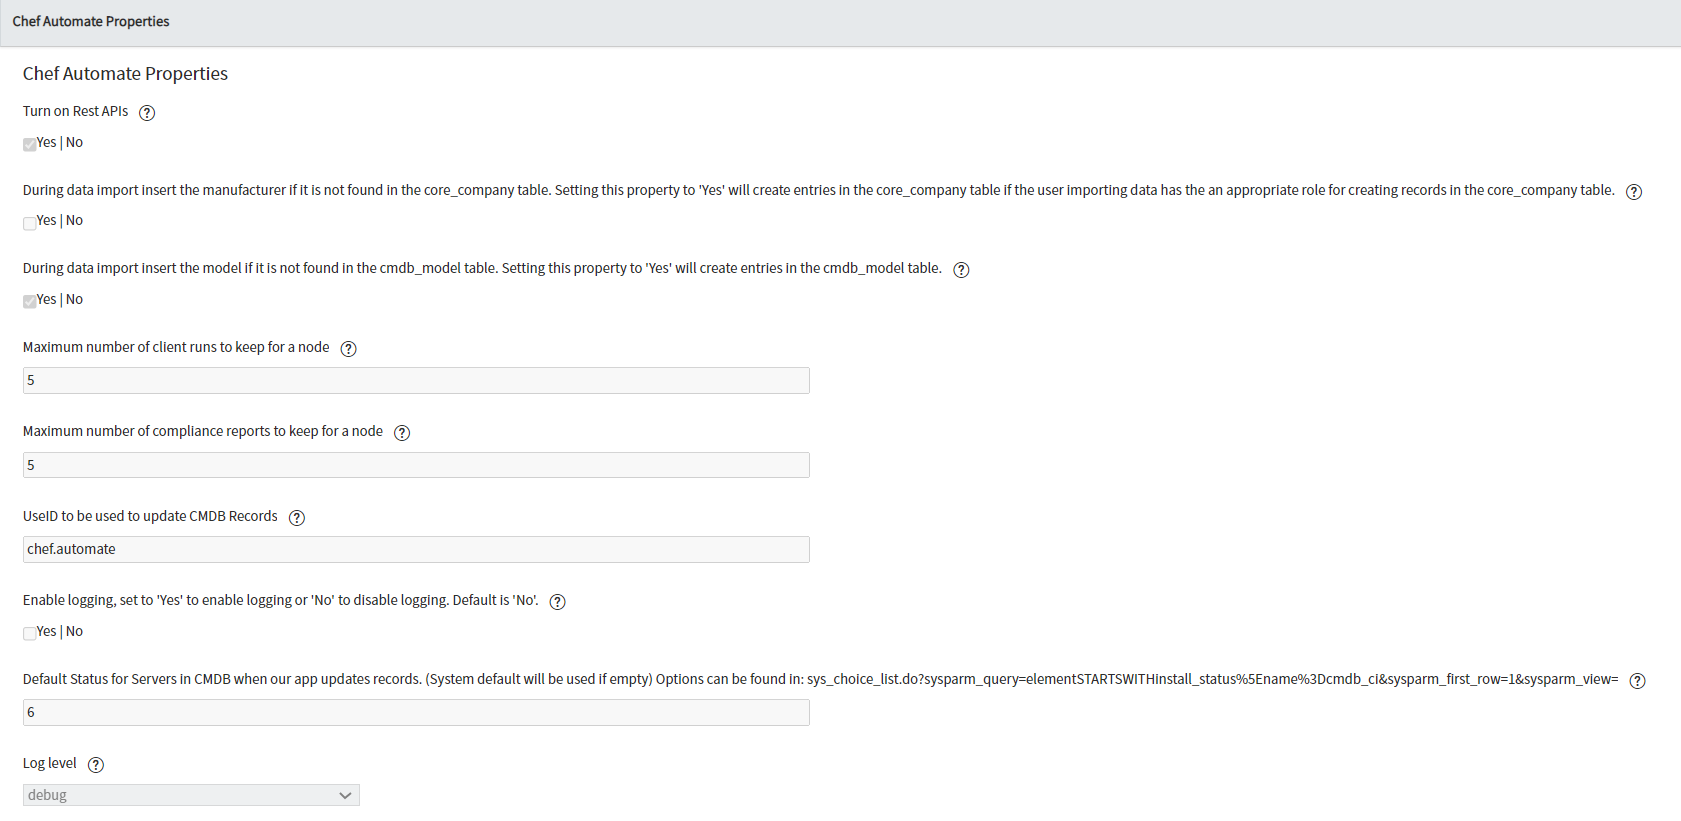 Chef Automate Properties
Chef Automate Properties
Turn on Rest APIs ?
Yes | No
During data import insert the manufacturer if it is not found in the core_company table. Setting this property to 'Yes' will create entries in the core_company table if the user importing data has the an appropriate role for creating records in the core_company table. ?
Yes | No
During data import insert the model if it is not found in the cmdb_model table. Setting this property to 'Yes' will create entries in the cmdb_model table. ?
Yes | No
Maximum number of client runs to keep for a node ?
5
Maximum number of compliance reports to keep for a node ?
5
UseID to be used to update CMDB Records ?
chef.automate
Enable logging, set to 'Yes' to enable logging or 'No' to disable logging. Default is 'No'. ?
Yes | No
Default Status for Servers in CMDB when our app updates records. (System default will be used if empty) Options can be found in: sys_choice_list.do?sysparm_query=elementSTARTSWITHinstall_status%5Ename%3Dcmdb_ci&sysparm_first_row=1&sysparm_view= ?
6
Log level ?
debug